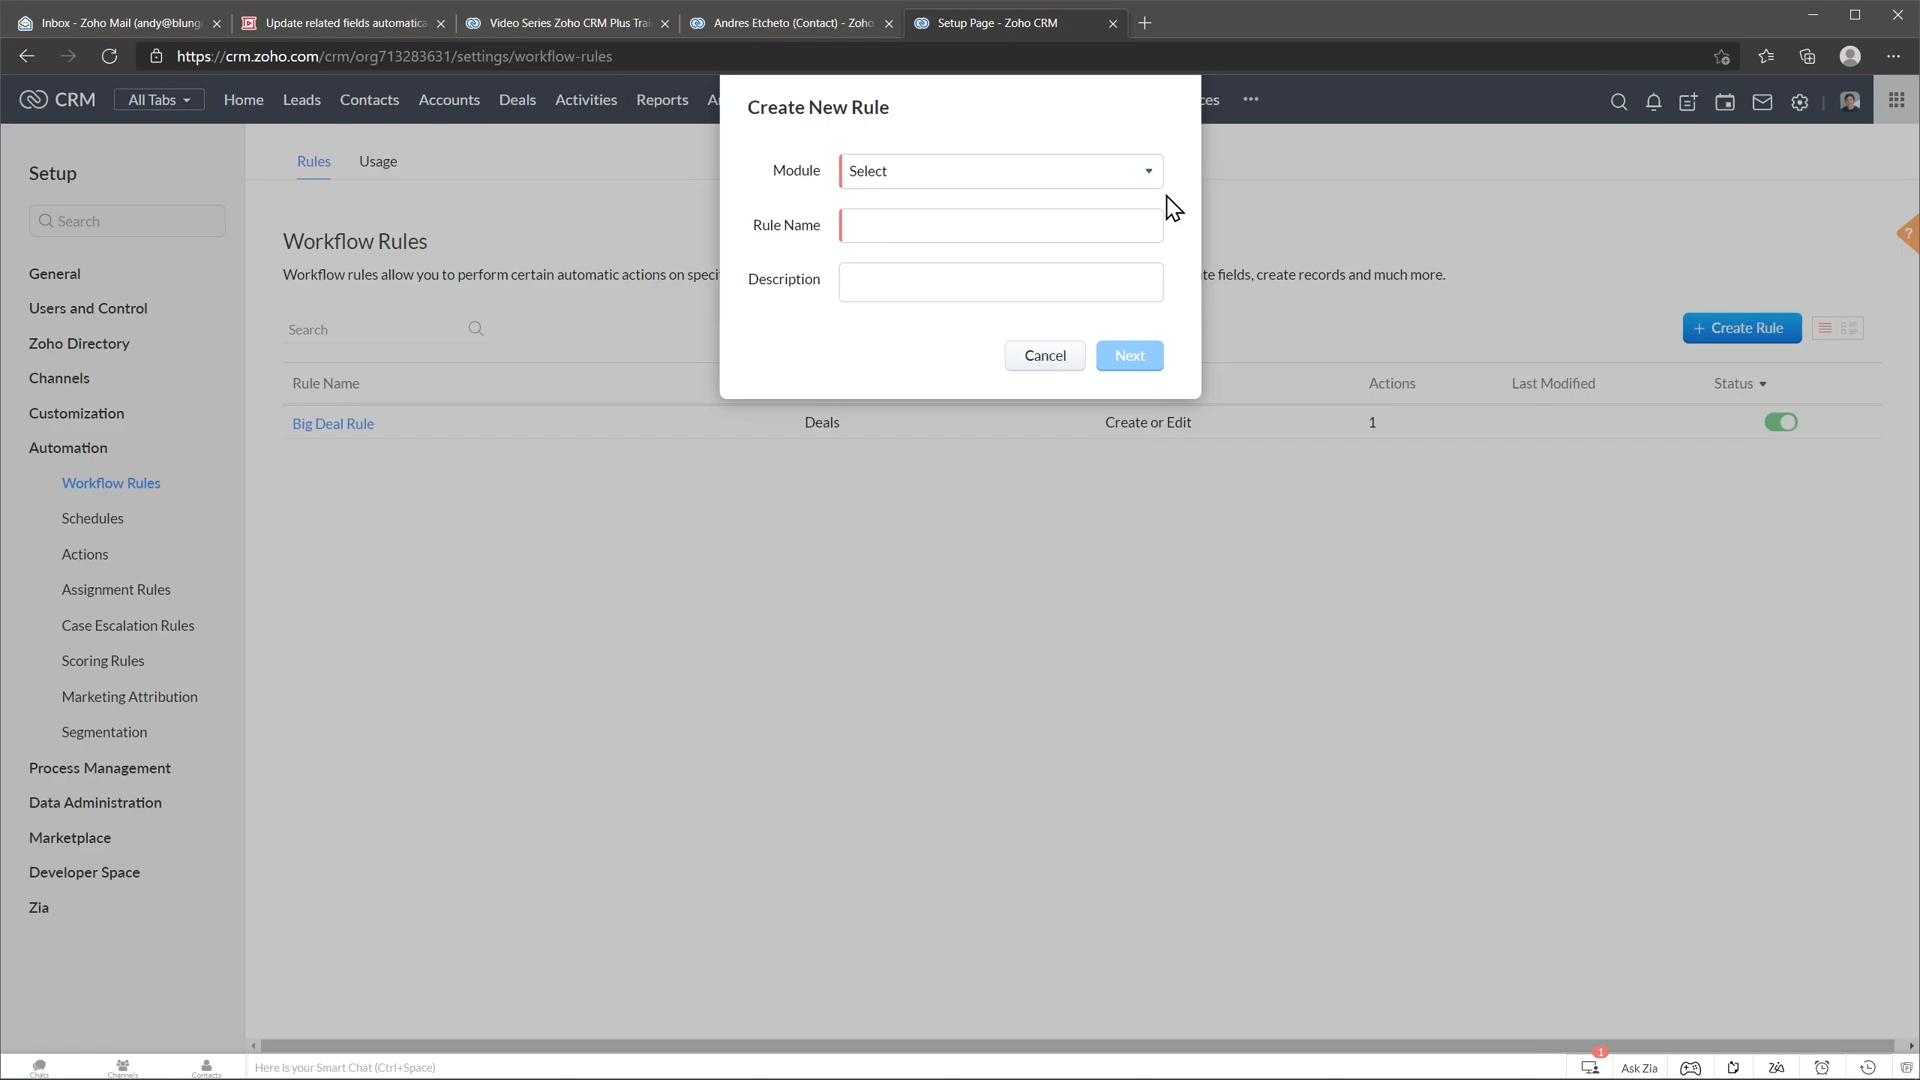 Inbox - Zoho Mail (andy@blung
Update related fields automatica
Video Series Zoho CRM Plus Trai
Andres Etcheto (Contact) - Zoho
Setup Page - Zoho CRM
https://crm.zoho.com/crm/org713283631/settings/workflow-rules
CRM
All Tabs
Home
Leads
Contacts
Accounts
Deals
Activities
Reports
ces
Create New Rule
Module
Select
Rule Name
Description
Cancel
Next
Setup
Search
General
Users and Control
Zoho Directory
Channels
Customization
Automation
Workflow Rules
Schedules
Actions
Assignment Rules
Case Escalation Rules
Scoring Rules
Marketing Attribution
Segmentation
Process Management
Data Administration
Marketplace
Developer Space
Zia
Rules
Usage
Workflow Rules
Workflow rules allow you to perform certain automatic actions on speci
te fields, create records and much more.
Search
+ Create Rule
Rule Name
Actions
Last Modified
Status
Big Deal Rule
Deals
Create or Edit
1
?
Chats
Channels
Contacts
Here is your Smart Chat (Ctrl+Space)
1
Ask Zia